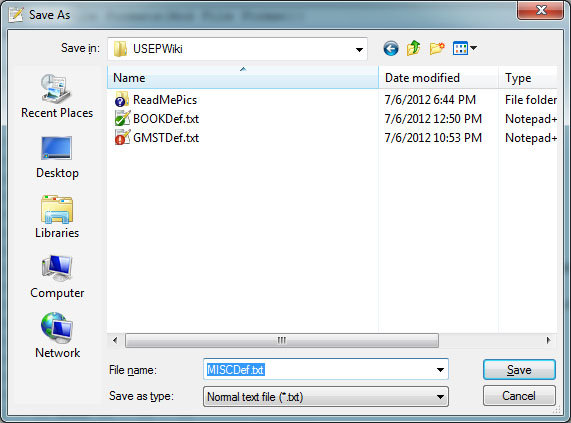 Save As
Save in: USEPWiki
Name Date modified Type
ReadMePics 7/6/2012 6:44 PM File folder
BOOKDef.txt 7/6/2012 12:50 PM Notepad+
GMSTDef.txt 7/6/2012 10:53 PM Notepad+
Recent Places
Desktop
Libraries
Computer
Network
File name: MISCDef.txt Save
Save as type: Normal text file (*.txt) Cancel